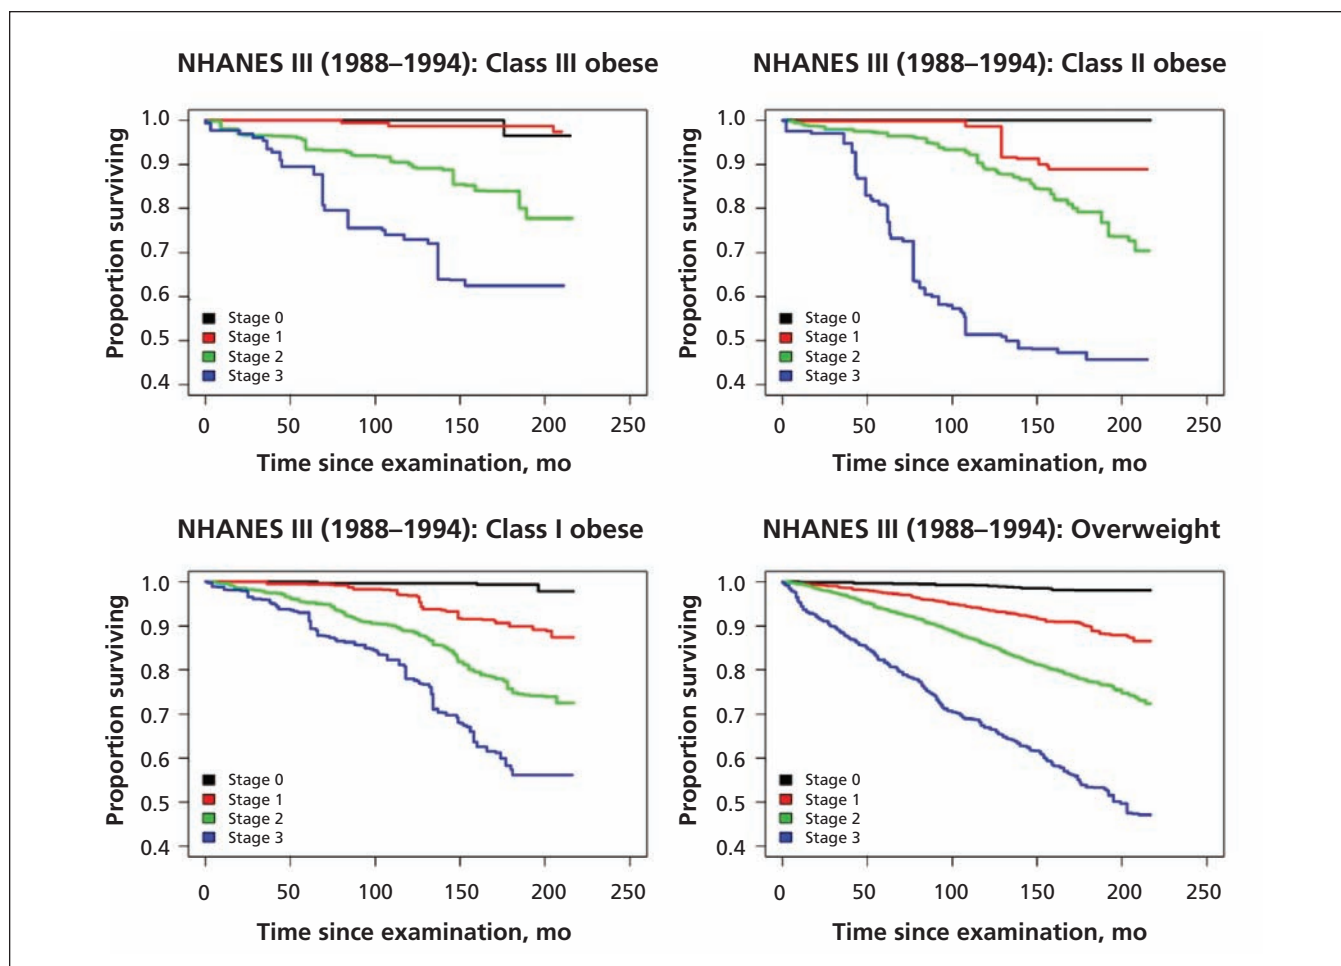 NHANES III (1988–1994): Class III obese
Proportion surviving
1.0
0.9
0.8
0.7
0.6
0.5
0.4
Stage 0
Stage 1
Stage 2
Stage 3
0 50 100 150 200 250
Time since examination, mo
NHANES III (1988–1994): Class II obese
Proportion surviving
1.0
0.9
0.8
0.7
0.6
0.5
0.4
Stage 0
Stage 1
Stage 2
Stage 3
0 50 100 150 200 250
Time since examination, mo
NHANES III (1988–1994): Class I obese
Proportion surviving
1.0
0.9
0.8
0.7
0.6
0.5
0.4
Stage 0
Stage 1
Stage 2
Stage 3
0 50 100 150 200 250
Time since examination, mo
NHANES III (1988–1994): Overweight
Proportion surviving
1.0
0.9
0.8
0.7
0.6
0.5
0.4
Stage 0
Stage 1
Stage 2
Stage 3
0 50 100 150 200 250
Time since examination, mo